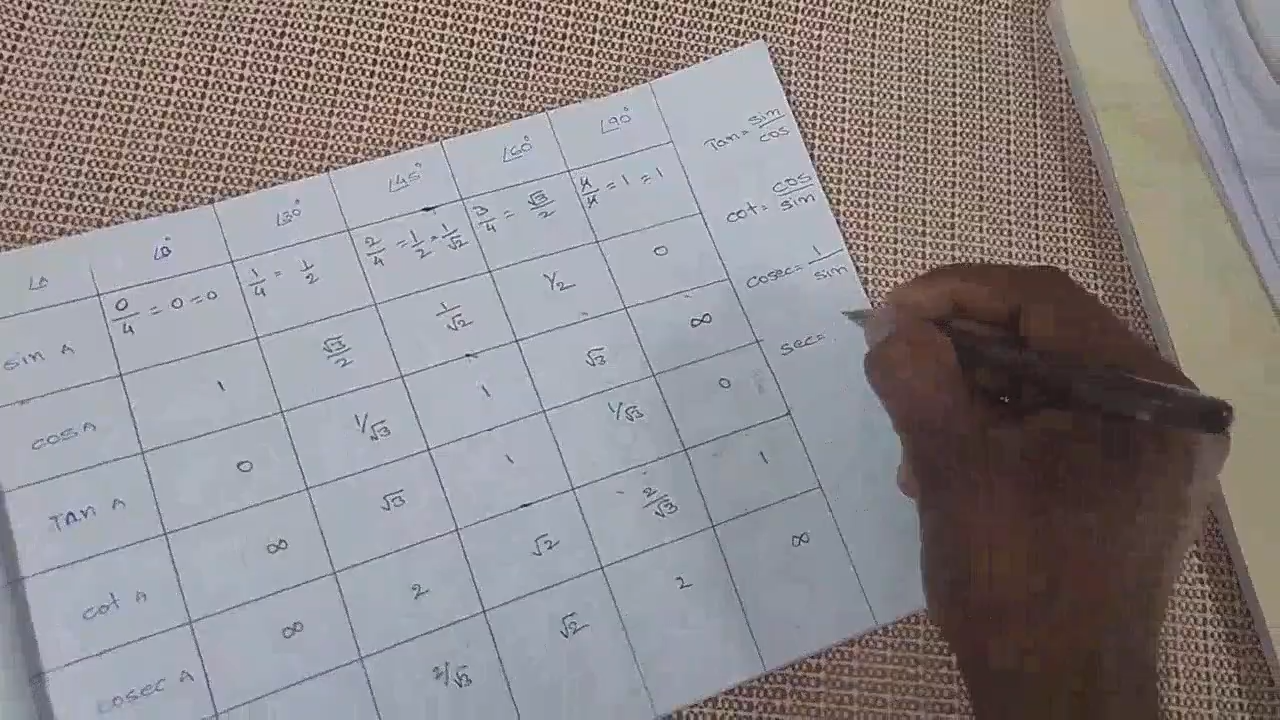 ∠A ∠0° ∠30° ∠45° ∠60° ∠90°
sin A 0/4 = 0 = 0 1/4 = 1/2 2/4 = 1/2 = 1/√2 3/4 = √3/2 4/4 = 1 = 1
cos A 1 √3/2 1/√2 1/2 0
Tan A 0 1/√3 1 √3 ∞
cot A ∞ √3 1 1/√3 0
cosec A ∞ 2 √2 2/√3 1
2/√3 √2 2 ∞
Tan = sin/cos
cot = cos/sin
cosec = 1/sin
sec =